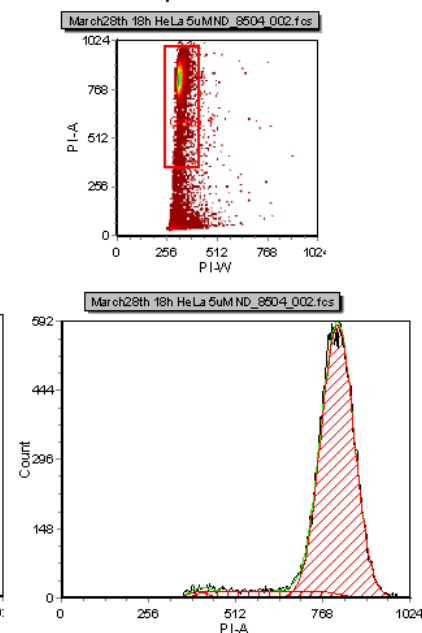 March28th 18h HeLa 5uMND_8504_002.fcs
1024
768
512
256
0
PI-A
0 256 512 768 1024
PI-W
March28th 18h HeLa 5uMND_8504_002.fcs
592
444
296
148
0
Count
0 256 512 768 1024
PI-A